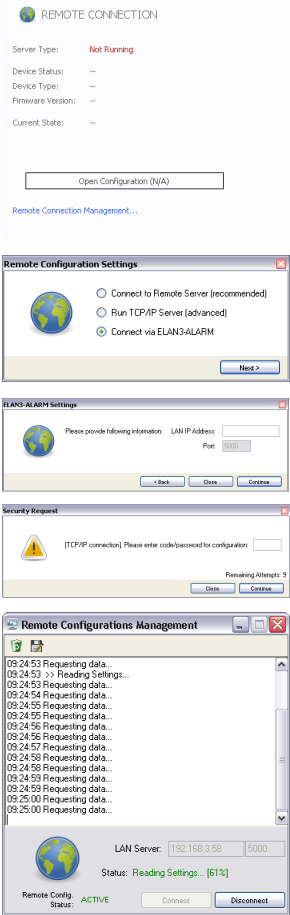 REMOTE CONNECTION
Server Type: Not Running
Device Status: --
Device Type: --
Firmware Version: --
Current State: --
Open Configuration (N/A)
Remote Connection Management...
Remote Configuration Settings
Connect to Remote Server (recommended)
Run TCP/IP Server (advanced)
Connect via ELAN3-ALARM
Next >
ELAN3-ALARM Settings
Please provide following information: LAN IP Address:
Port: 5000
< Back Close Continue
Security Request
[TCP/IP connection]. Please enter code/password for configuration:
Remaining Attempts: 9
Close Continue
Remote Configurations Management
09:24:53 Requesting data...
09:24:53 >> Reading Settings...
09:24:53 Requesting data...
09:24:54 Requesting data...
09:24:55 Requesting data...
09:24:55 Requesting data...
09:24:56 Requesting data...
09:24:56 Requesting data...
09:24:57 Requesting data...
09:24:58 Requesting data...
09:24:58 Requesting data...
09:24:59 Requesting data...
09:24:59 Requesting data...
09:25:00 Requesting data...
09:25:00 Requesting data...
LAN Server: 192.168.3.58 5000
Status: Reading Settings... [61%]
Remote Config. Status: ACTIVE Connect Disconnect